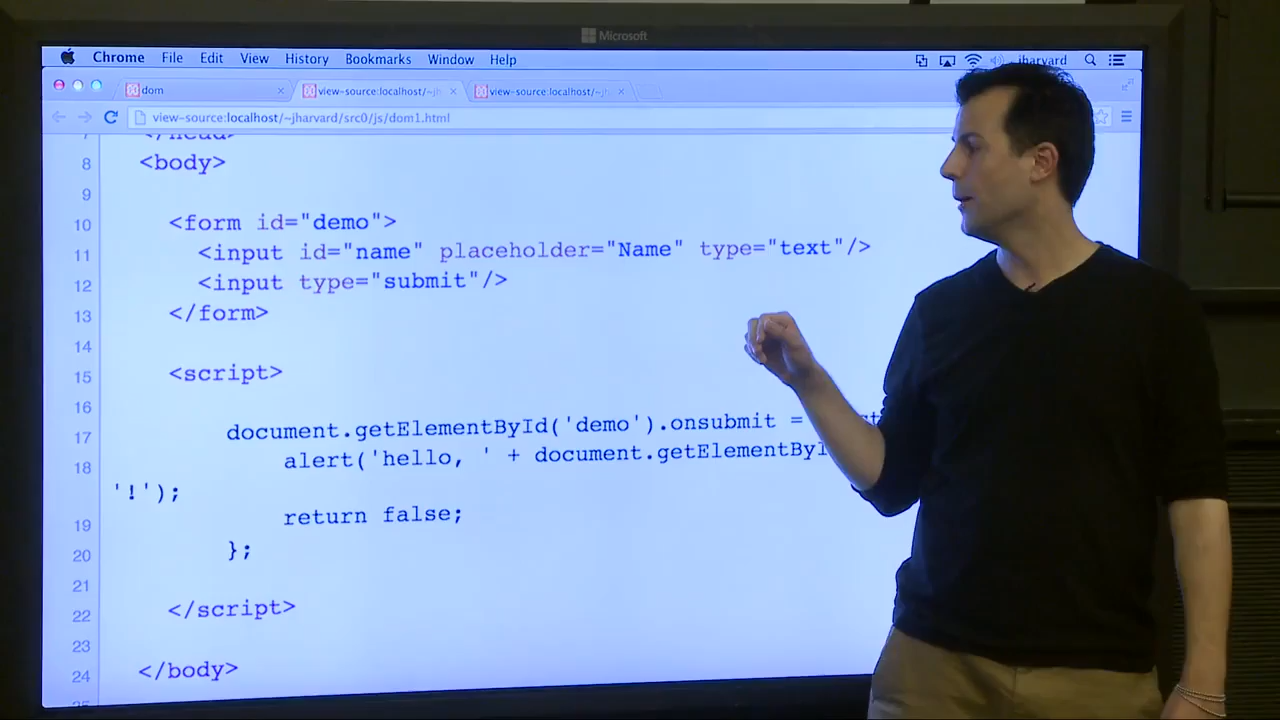 Microsoft
Chrome File Edit View History Bookmarks Window Help jharvard
dom view-source:localhost/~jh view-source:localhost/~jh
view-source:localhost/~jharvard/src0/js/dom1.html
7 </head>
8 <body>
9
10 <form id="demo">
11 <input id="name" placeholder="Name" type="text"/>
12 <input type="submit"/>
13 </form>
14
15 <script>
16
17 document.getElementById('demo').onsubmit =
18 alert('hello, ' + document.getElementByI
'!');
19 return false;
20 };
21
22 </script>
23
24 </body>